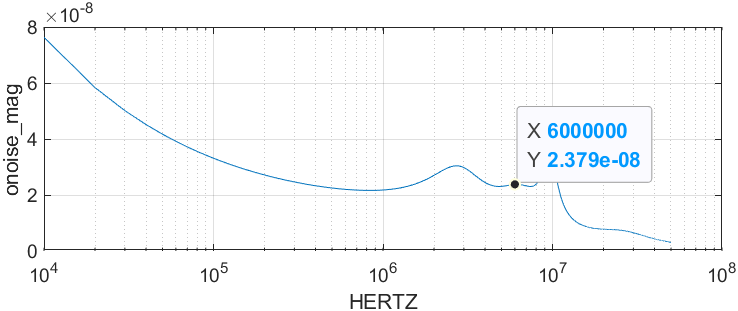 ×10⁻⁸
8
6
4
2
0
onoise_mag
X 6000000
Y 2.379e-08
10⁴ 10⁵ 10⁶ 10⁷ 10⁸
HERTZ